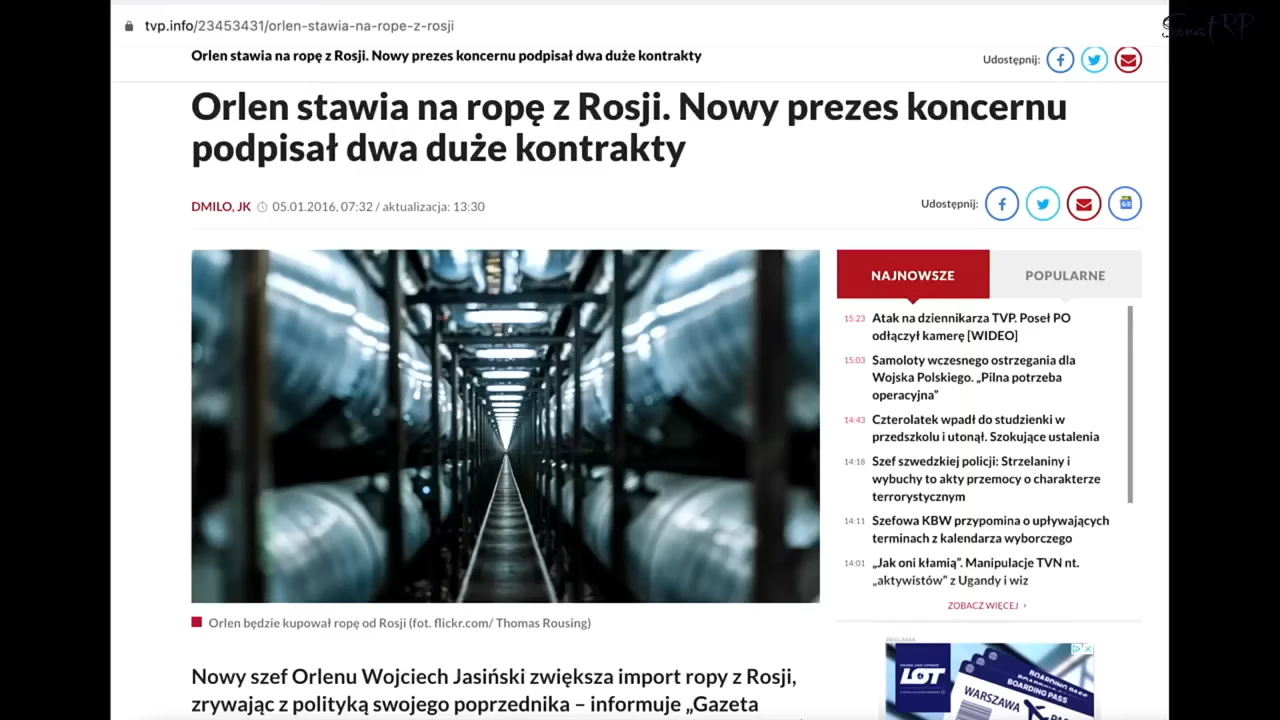 tvp.info/23453431/orlen-stawia-na-rope-z-rosji
Senat RP
Orlen stawia na ropę z Rosji. Nowy prezes koncernu podpisał dwa duże kontrakty
Udostępnij:
Orlen stawia na ropę z Rosji. Nowy prezes koncernu
podpisał dwa duże kontrakty
DMILO, JK 05.01.2016, 07:32 / aktualizacja: 13:30
Udostępnij:
NAJNOWSZE
POPULARNE
15:23 Atak na dziennikarza TVP. Poseł PO
odłączył kamerę [WIDEO]
15:03 Samoloty wczesnego ostrzegania dla
Wojska Polskiego. „Pilna potrzeba
operacyjna”
14:43 Czterolatek wpadł do studzienki w
przedszkolu i utonął. Szokujące ustalenia
14:18 Szef szwedzkiej policji: Strzelaniny i
wybuchy to akty przemocy o charakterze
terrorystycznym
14:11 Szefowa KBW przypomina o upływających
terminach z kalendarza wyborczego
14:01 „Jak oni kłamią”. Manipulacje TVN nt.
„aktywistów” z Ugandy i wiz
ZOBACZ WIĘCEJ
Orlen będzie kupował ropę od Rosji (fot. flickr.com/ Thomas Rousing)
REKLAMA
LOT
BOARDING PASS
BOARDING PASS
WARSZAWA
Nowy szef Orlenu Wojciech Jasiński zwiększa import ropy z Rosji,
zrywając z polityką swojego poprzednika – informuje „Gazeta